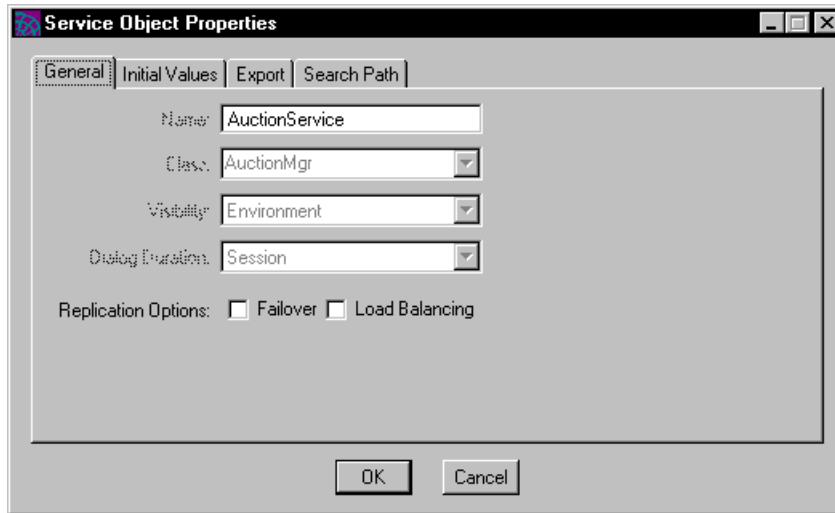 Service Object Properties
General Initial Values Export Search Path
Name: AuctionService
Class: AuctionMgr
Visibility: Environment
Dialog Duration: Session
Replication Options: Failover Load Balancing
OK Cancel